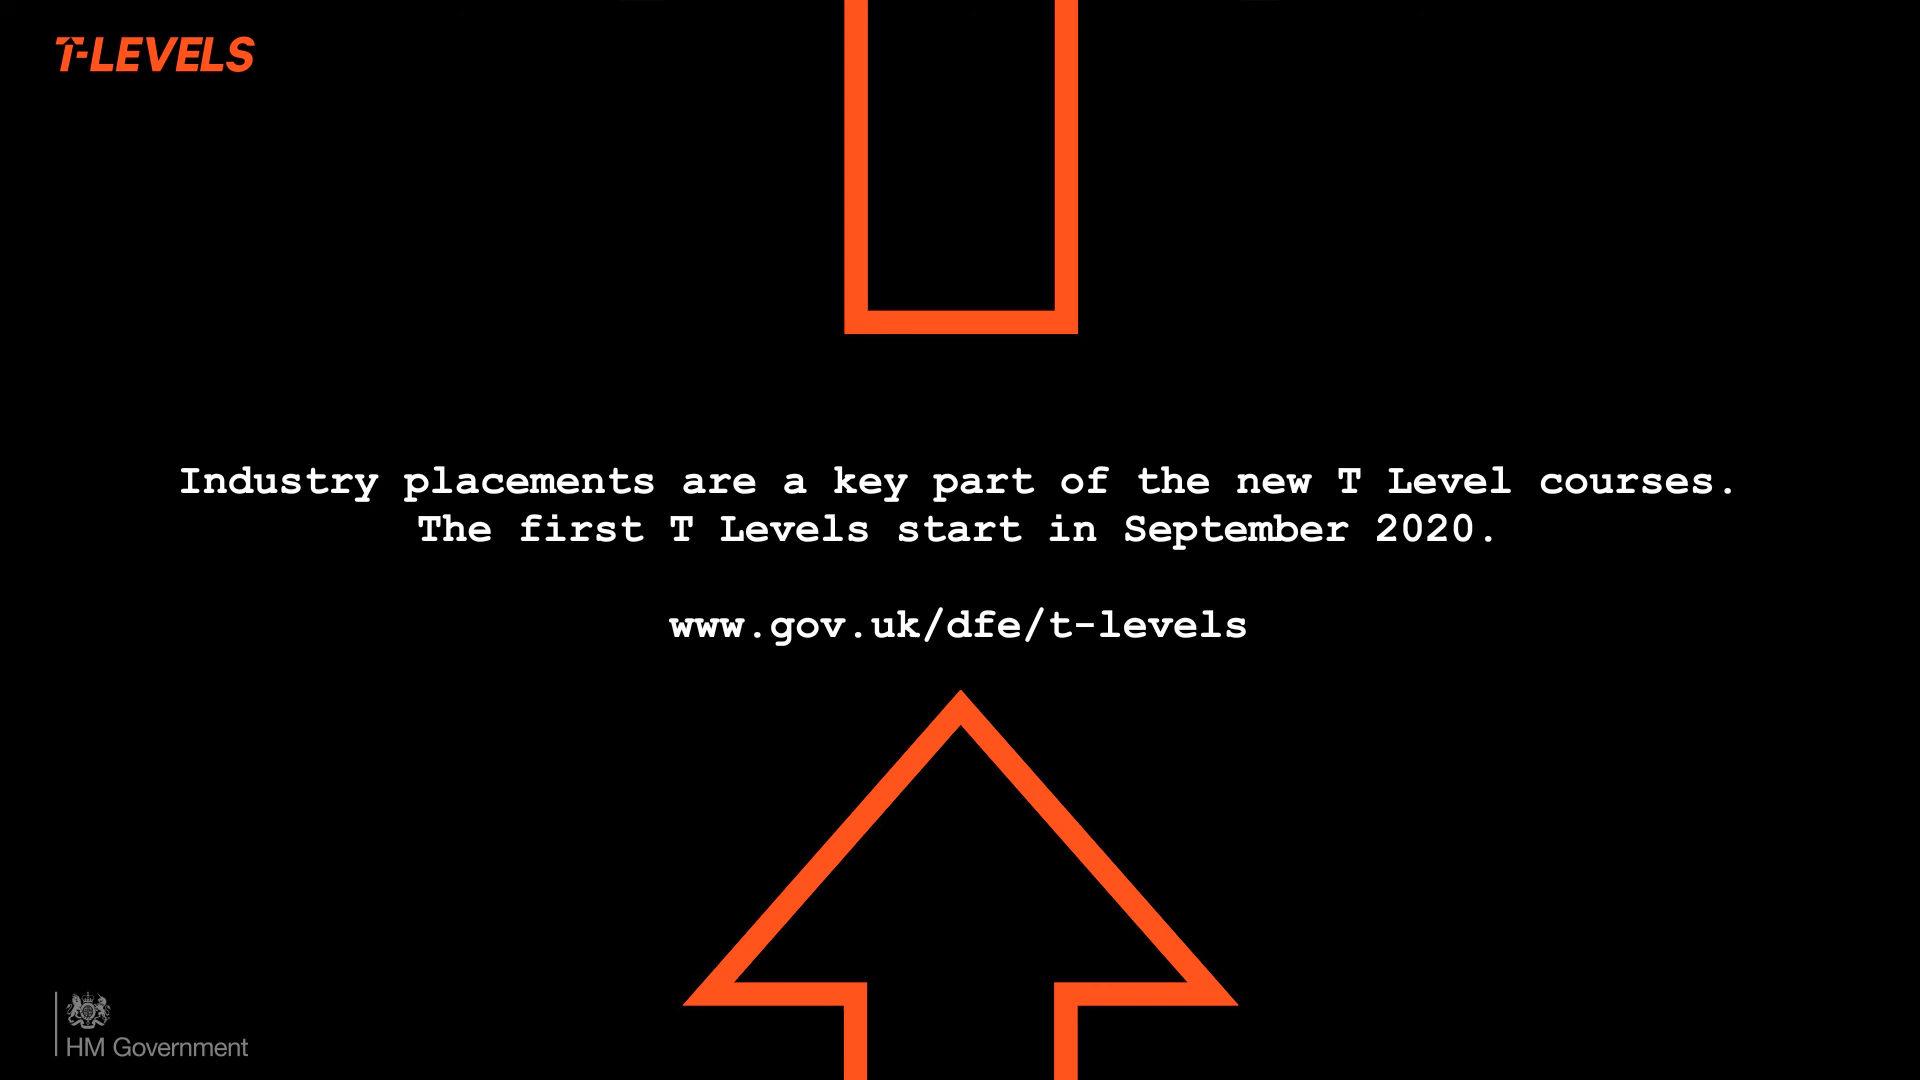 T-LEVELS
Industry placements are a key part of the new T Level courses.
The first T Levels start in September 2020.
www.gov.uk/dfe/t-levels
HM Government